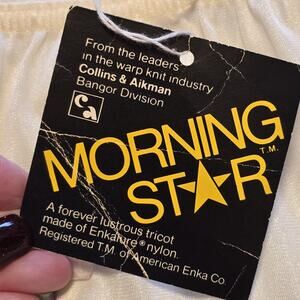 From the leaders
in the warp knit industry
Collins & Aikman
Bangor Division
Ca
MORNING
ST★R T.M.
A forever lustrous tricot
made of Enkalure® nylon.
Registered T.M. of American Enka Co.